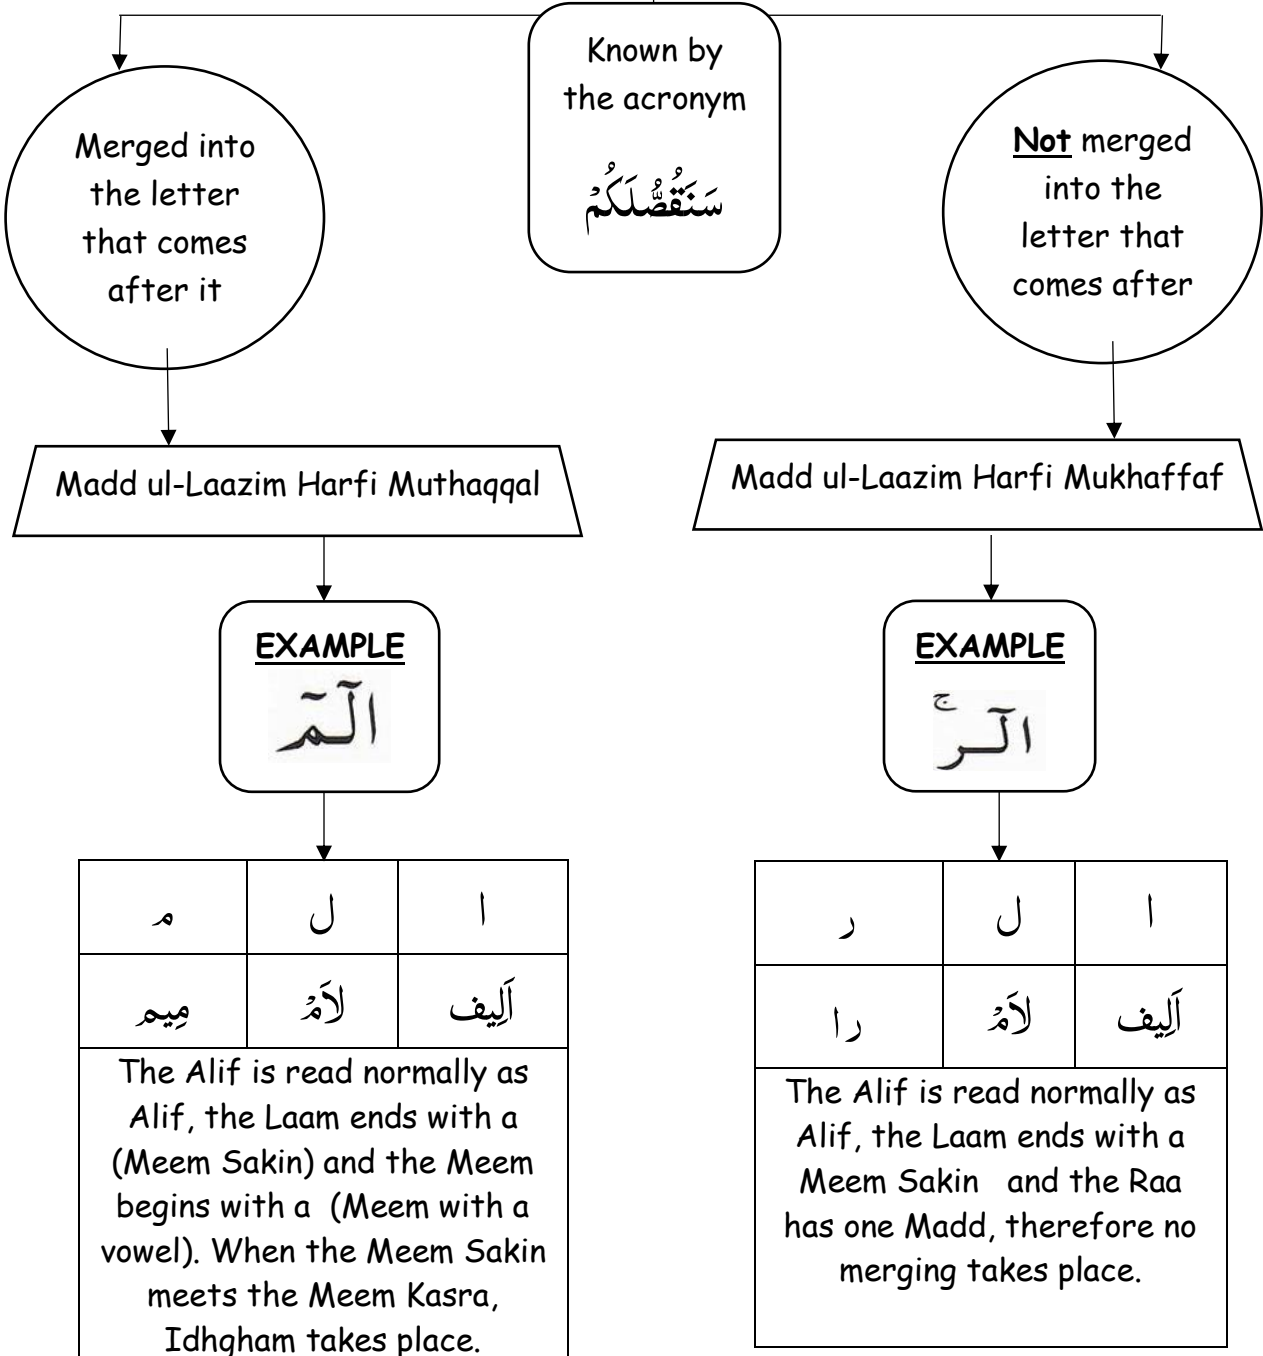 Known by
the acronym
سَنَقُصُّلَكُمْ
Merged into
the letter
that comes
after it
Not merged
into the
letter that
comes after
Madd ul-Laazim Harfi Muthaqqal
Madd ul-Laazim Harfi Mukhaffaf
EXAMPLE
الٓمٓ
EXAMPLE
الٓرٰ ۚ
ا ل م
اَلِيف لاَمْ مِيم
The Alif is read normally as
Alif, the Laam ends with a
(Meem Sakin) and the Meem
begins with a (Meem with a
vowel). When the Meem Sakin
meets the Meem Kasra,
Idhgham takes place.
ا ل ر
اَلِيف لاَمْ را
The Alif is read normally as
Alif, the Laam ends with a
Meem Sakin and the Raa
has one Madd, therefore no
merging takes place.